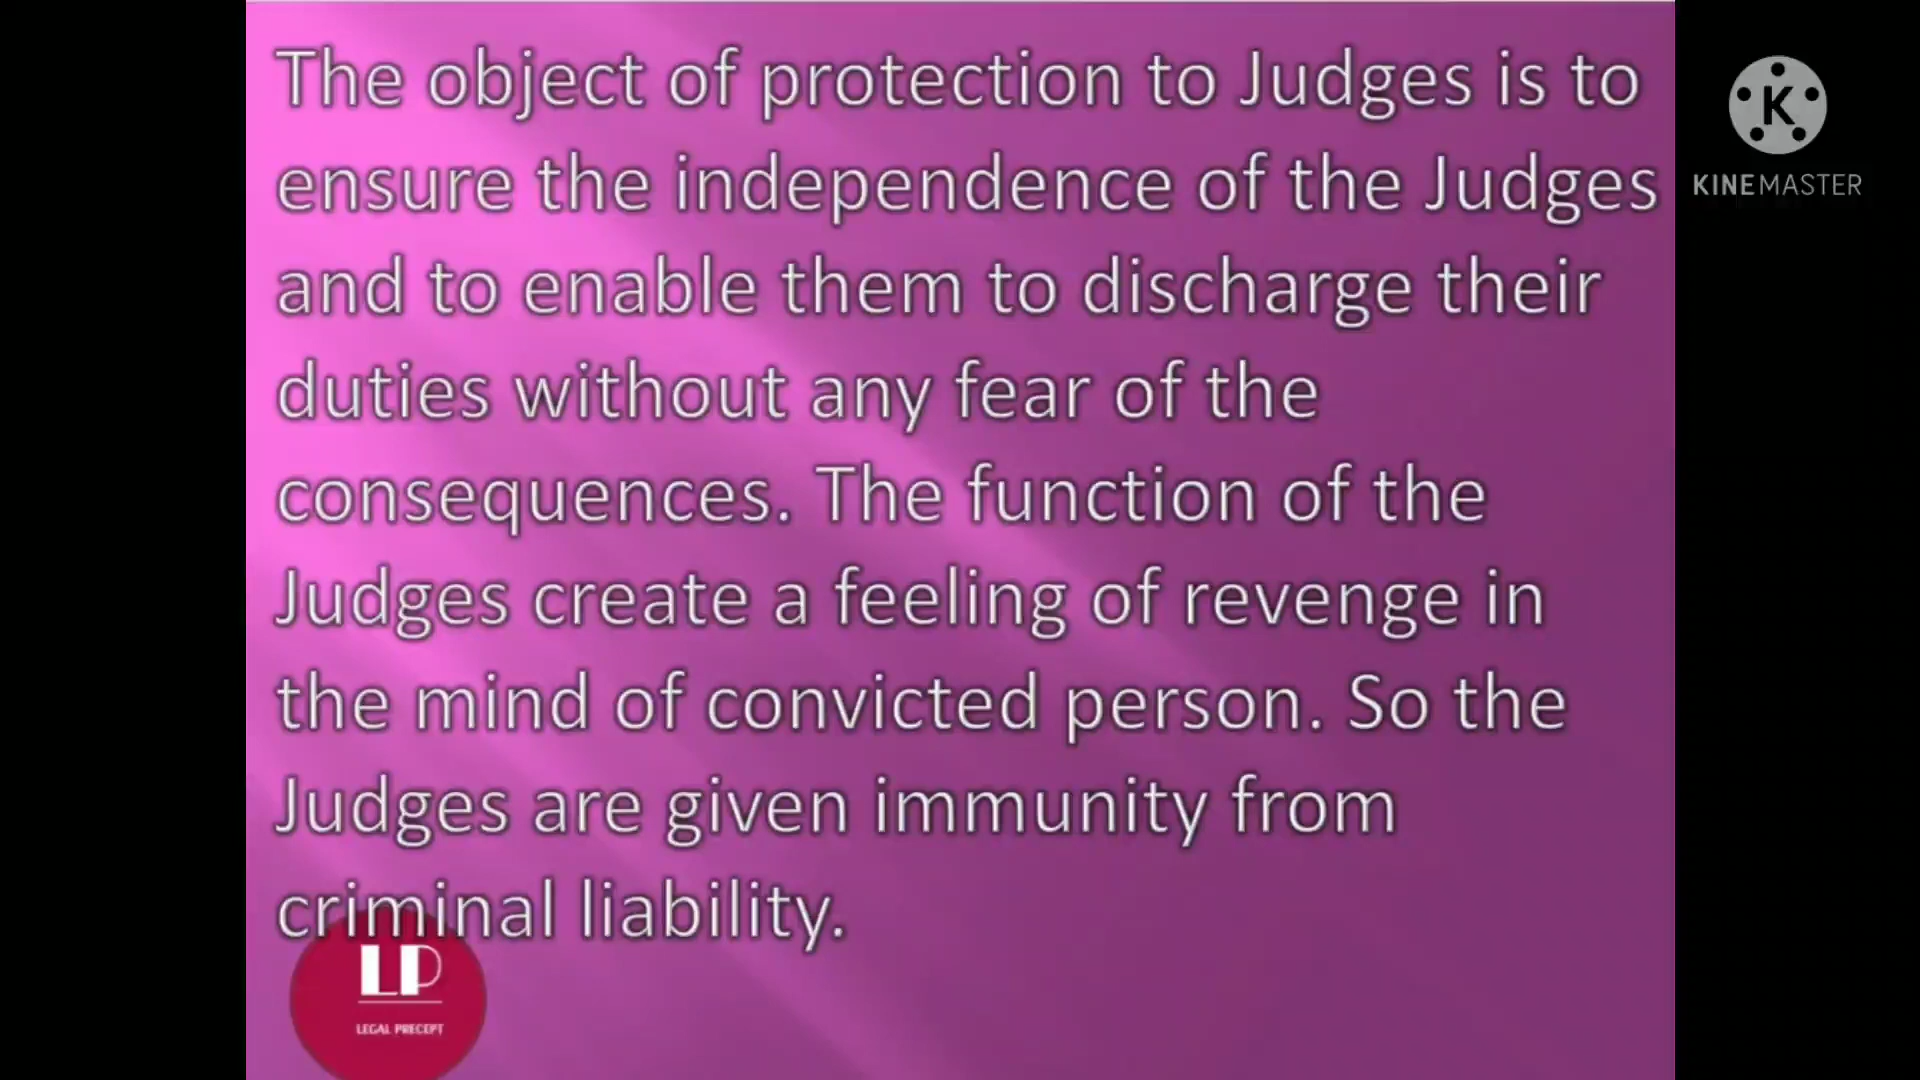 The object of protection to Judges is to
ensure the independence of the Judges
and to enable them to discharge their
duties without any fear of the
consequences. The function of the
Judges create a feeling of revenge in
the mind of convicted person. So the
Judges are given immunity from
criminal liability.
LP
LEGAL PRECEPT
K
KINEMASTER